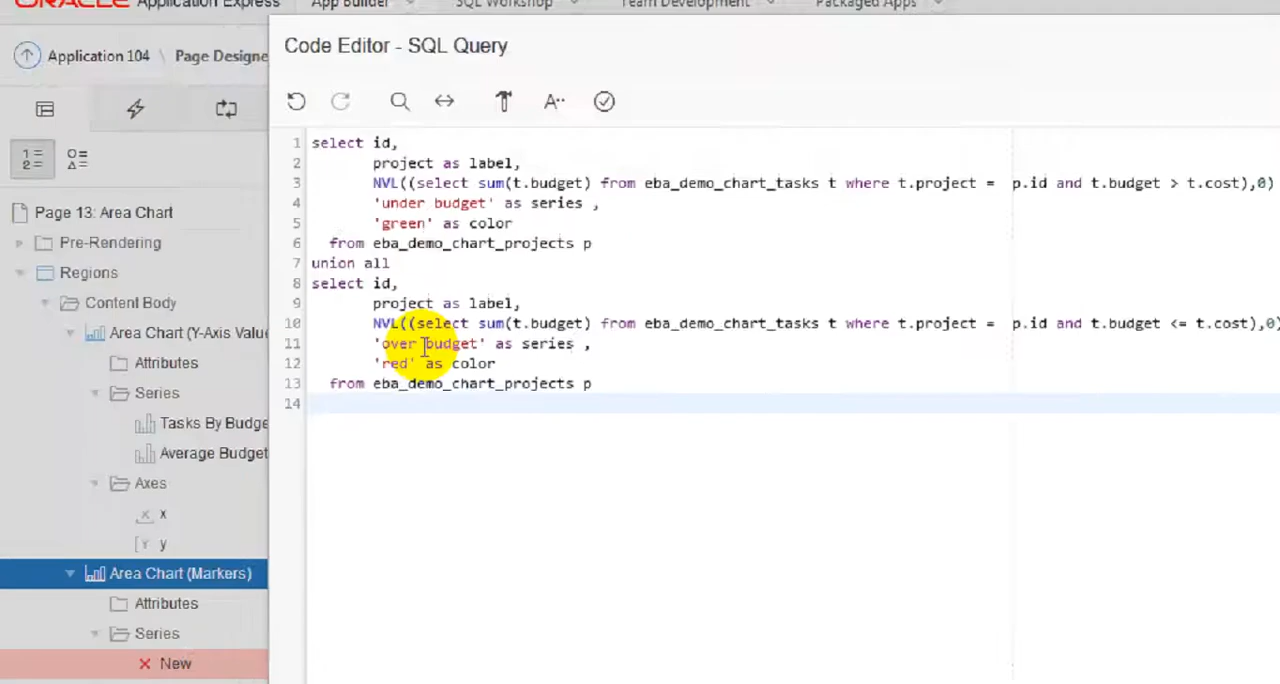 ORACLE Application Express App Builder SQL Workshop Team Development Packaged Apps
Application 104 \ Page Designe
Code Editor - SQL Query
1 select id,
2 project as label,
3 NVL((select sum(t.budget) from eba_demo_chart_tasks t where t.project = p.id and t.budget > t.cost),0)
4 'under budget' as series ,
5 'green' as color
6 from eba_demo_chart_projects p
7 union all
8 select id,
9 project as label,
10 NVL((select sum(t.budget) from eba_demo_chart_tasks t where t.project = p.id and t.budget <= t.cost),0)
11 'over budget' as series ,
12 'red' as color
13 from eba_demo_chart_projects p
14
Page 13: Area Chart
Pre-Rendering
Regions
Content Body
Area Chart (Y-Axis Value
Attributes
Series
Tasks By Budge
Average Budget
Axes
x
y
Area Chart (Markers)
Attributes
Series
New